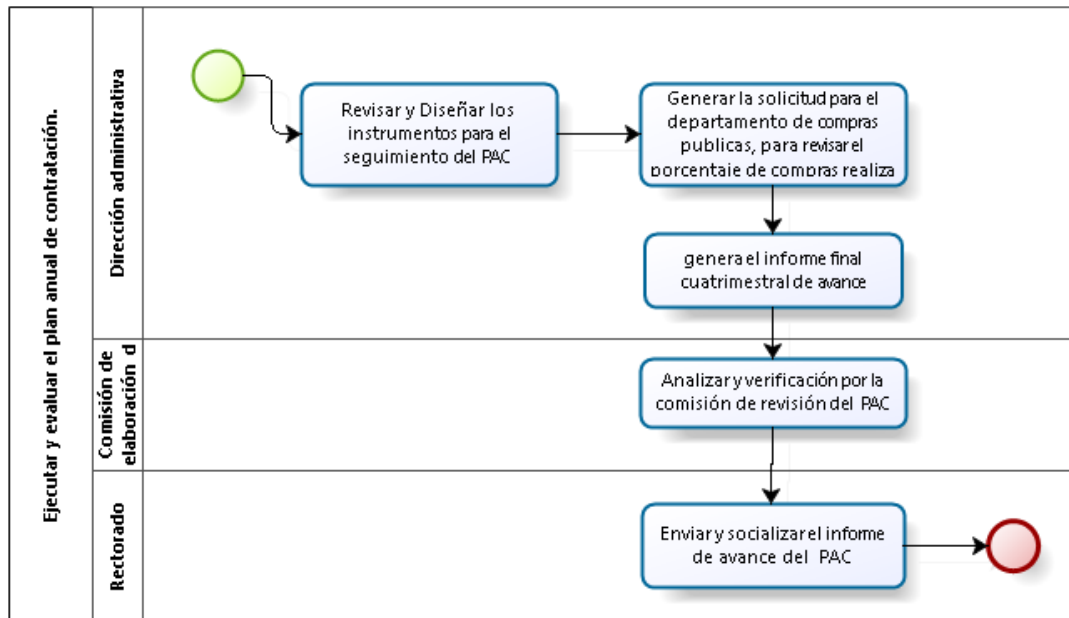 Ejecutar y evaluar el plan anual de contratación.
Dirección administrativa
Revisar y Diseñar los
instrumentos para el
seguimiento del PAC
Generar la solicitud para el
departamento de compras
publicas, para revisar el
porcentaje de compras realiza
genera el informe final
cuatrimestral de avance
Comisión de
elaboración d
Analizar y verificación por la
comisión de revisión del PAC
Rectorado
Enviar y socializar el informe
de avance del PAC